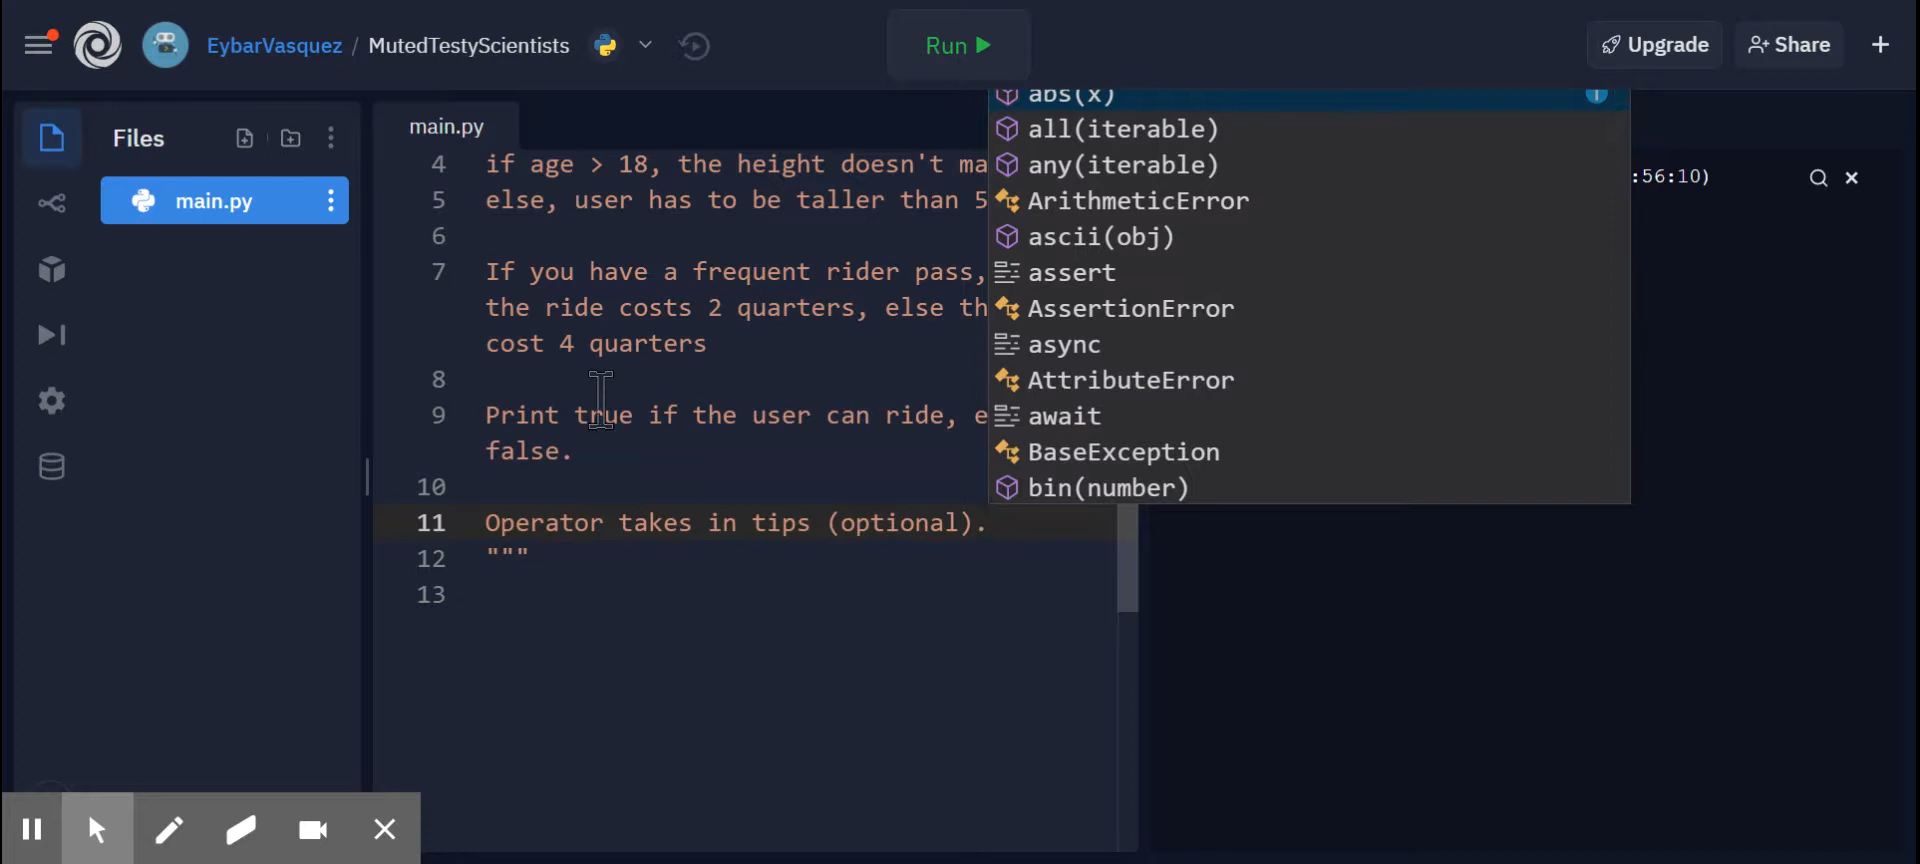 EybarVasquez / MutedTestyScientists
Run
Upgrade
Share
Files
main.py
main.py
4 if age > 18, the height doesn't ma
5 else, user has to be taller than 5
6
7 If you have a frequent rider pass,
the ride costs 2 quarters, else th
cost 4 quarters
8
9 Print true if the user can ride, e
false.
10
11 Operator takes in tips (optional).
12 """
13
abs(x)
all(iterable)
any(iterable)
ArithmeticError
ascii(obj)
assert
AssertionError
async
AttributeError
await
BaseException
bin(number)
:56:10)